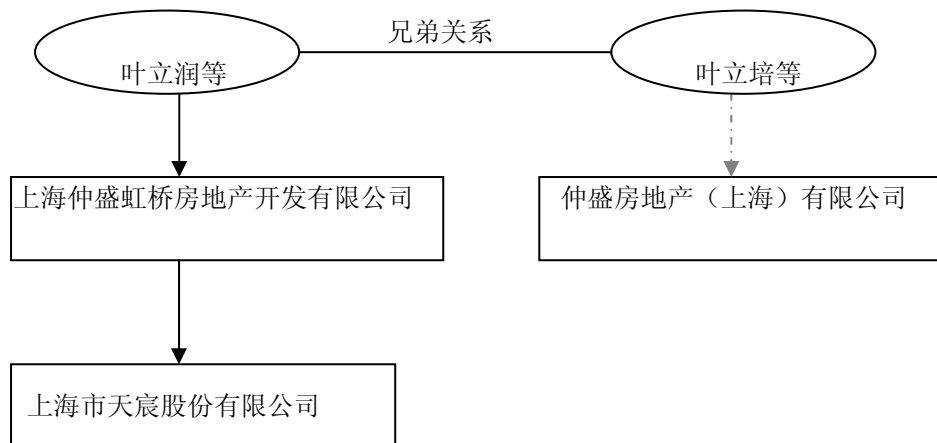 兄弟关系
叶立润等
叶立培等
上海仲盛虹桥房地产开发有限公司
仲盛房地产（上海）有限公司
上海市天宸股份有限公司